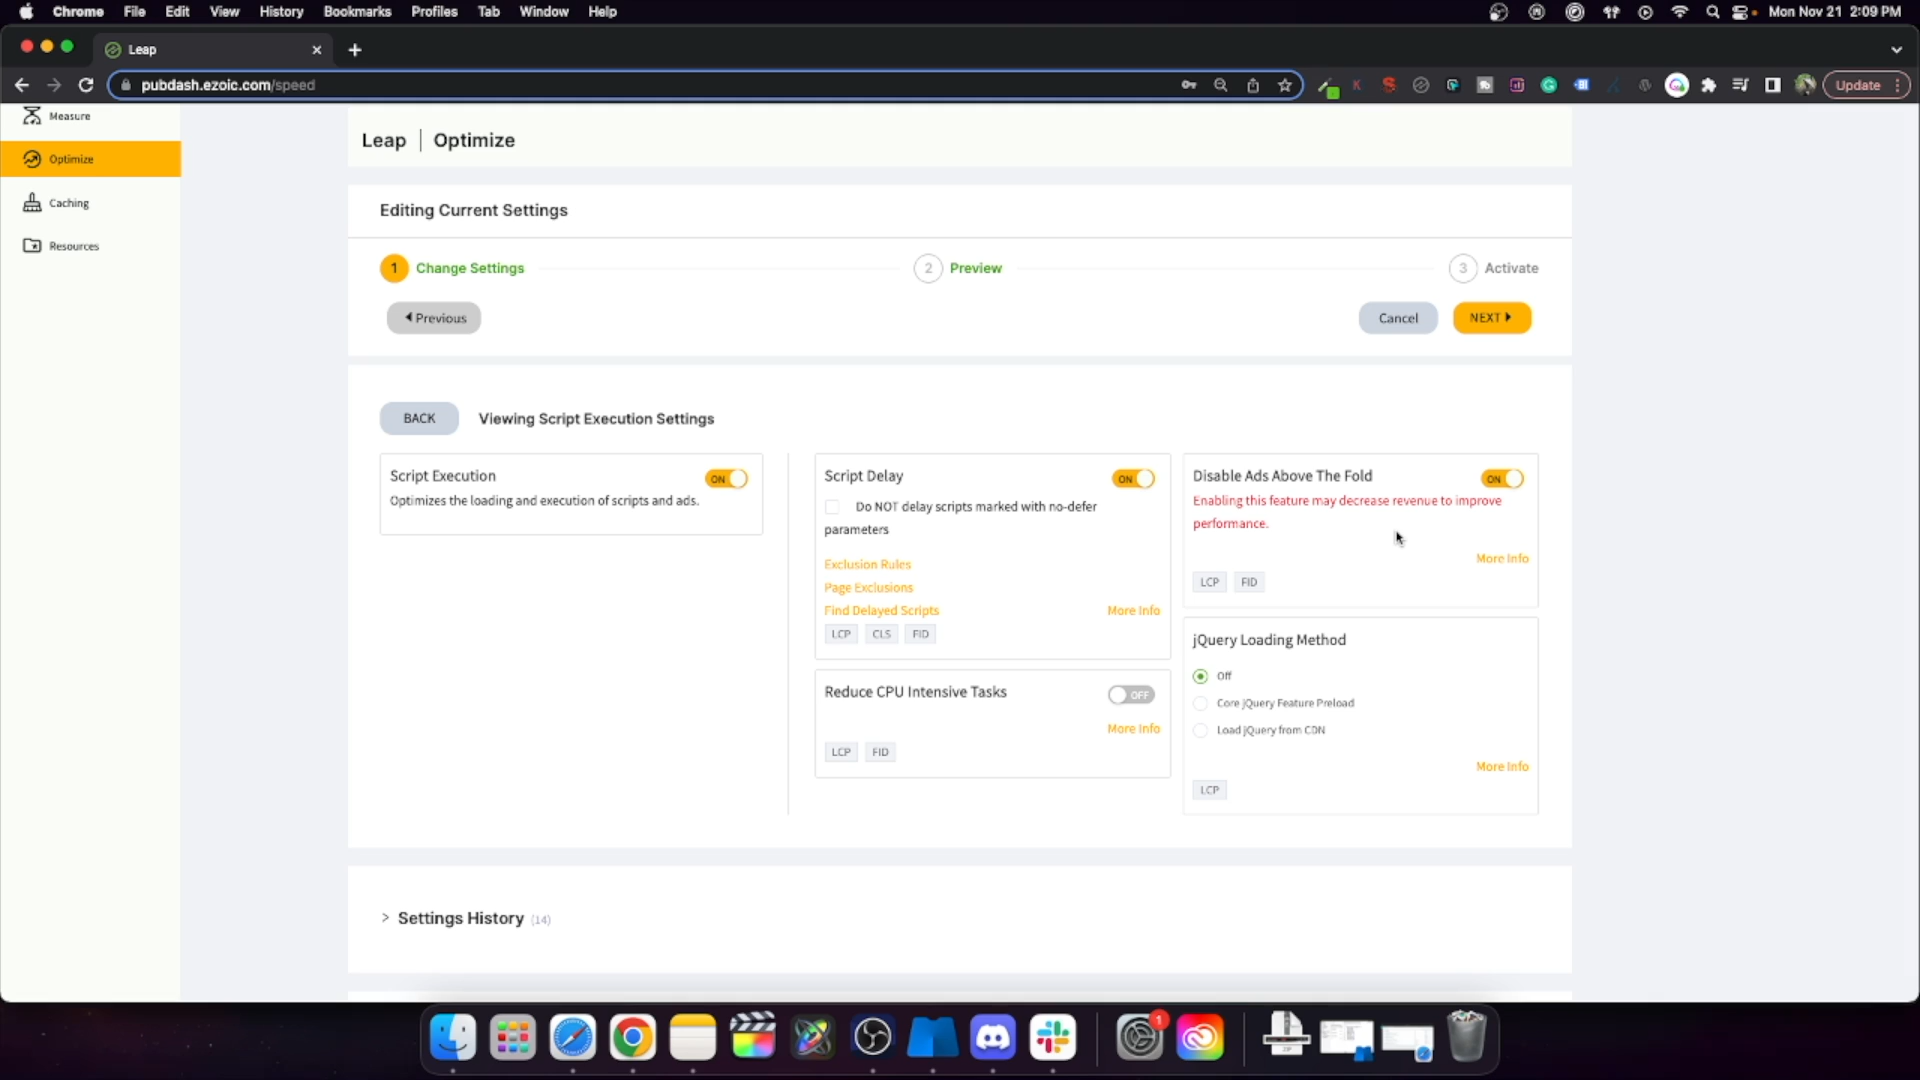 Chrome File Edit View History Bookmarks Profiles Tab Window Help
Mon Nov 21 2:09 PM
Leap
pubdash.ezoic.com/speed
Update
Measure
Optimize
Caching
Resources
Leap | Optimize
Editing Current Settings
1 Change Settings
2 Preview
3 Activate
Previous
Cancel
NEXT
BACK
Viewing Script Execution Settings
Script Execution
ON
Optimizes the loading and execution of scripts and ads.
Script Delay
ON
Do NOT delay scripts marked with no-defer
parameters
Exclusion Rules
Page Exclusions
Find Delayed Scripts
More Info
LCP CLS FID
Reduce CPU Intensive Tasks
OFF
More Info
LCP FID
Disable Ads Above The Fold
ON
Enabling this feature may decrease revenue to improve
performance.
More Info
LCP FID
jQuery Loading Method
Off
Core jQuery Feature Preload
Load jQuery from CDN
More Info
LCP
> Settings History (14)
1